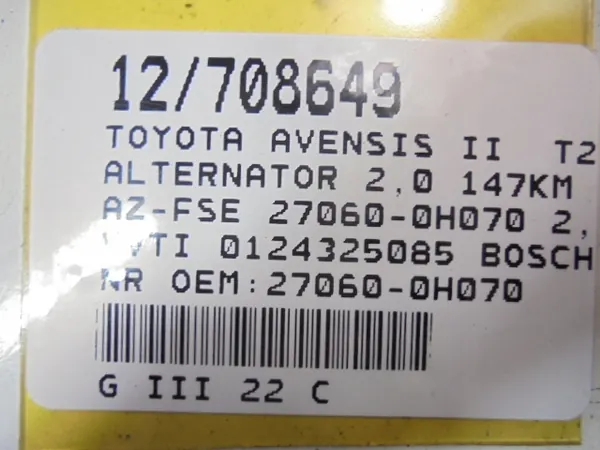 12/708649
TOYOTA AVENSIS II T2
ALTERNATOR 2,0 147KM
AZ-FSE 27060-0H070 2,
VVTI 0124325085 BOSCH
NR OEM:27060-0H070
G III 22 C